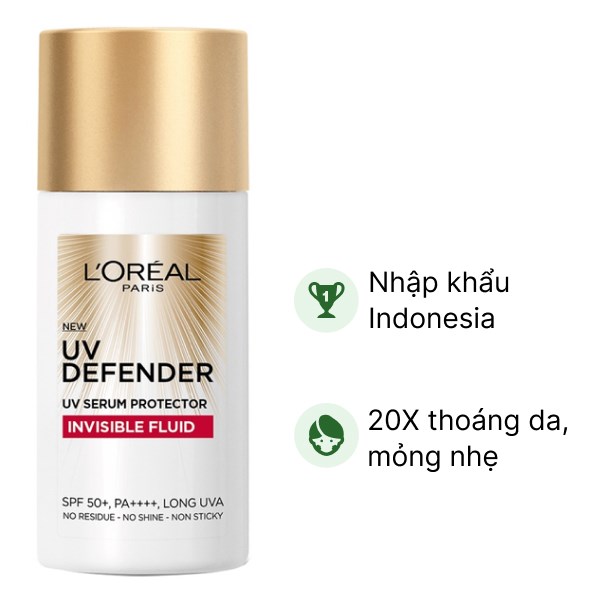 L'ORÉAL
PARIS
NEW
UV
DEFENDER
UV SERUM PROTECTOR
INVISIBLE FLUID
SPF 50+, PA++++, LONG UVA
NO RESIDUE - NO SHINE - NON STICKY
1
Nhập khẩu
Indonesia
20X thoáng da,
mỏng nhẹ